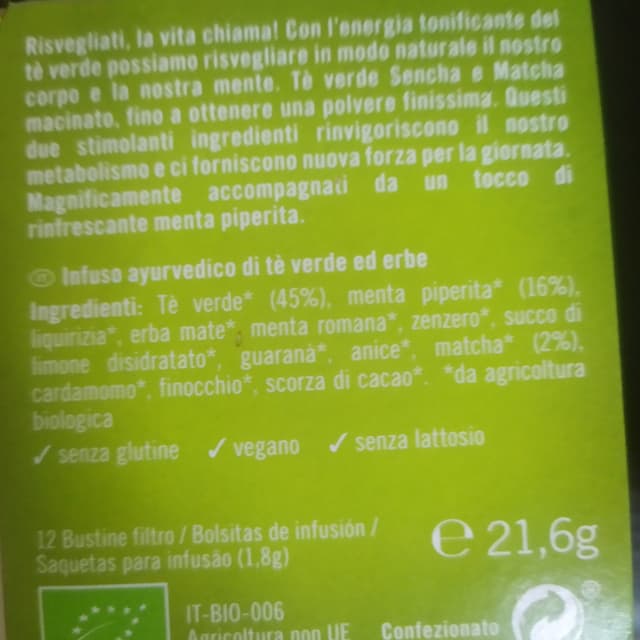 Risvegliati, la vita chiama! Con l'energia tonificante del
tè verde possiamo risvegliare in modo naturale il nostro
corpo e la nostra mente. Tè verde Sencha e Matcha
macinato, fino a ottenere una polvere finissima. Questi
due stimolanti ingredienti rinvigoriscono il nostro
metabolismo e ci forniscono nuova forza per la giornata.
Magnificamente accompagnati da un tocco di
rinfrescante menta piperita.
IT Infuso ayurvedico di tè verde ed erbe
Ingredienti: Tè verde* (45%), menta piperita* (16%),
liquirizia*, erba mate*, menta romana*, zenzero*, succo di
limone disidratato*, guaranà*, anice*, matcha* (2%),
cardamomo*, finocchio*, scorza di cacao*. *da agricoltura
biologica
✓ senza glutine ✓ vegano ✓ senza lattosio
12 Bustine filtro / Bolsitas de infusión /
Saquetas para infusão (1,8g)
℮ 21,6g
IT-BIO-006
Agricoltura non UE
Confezionato